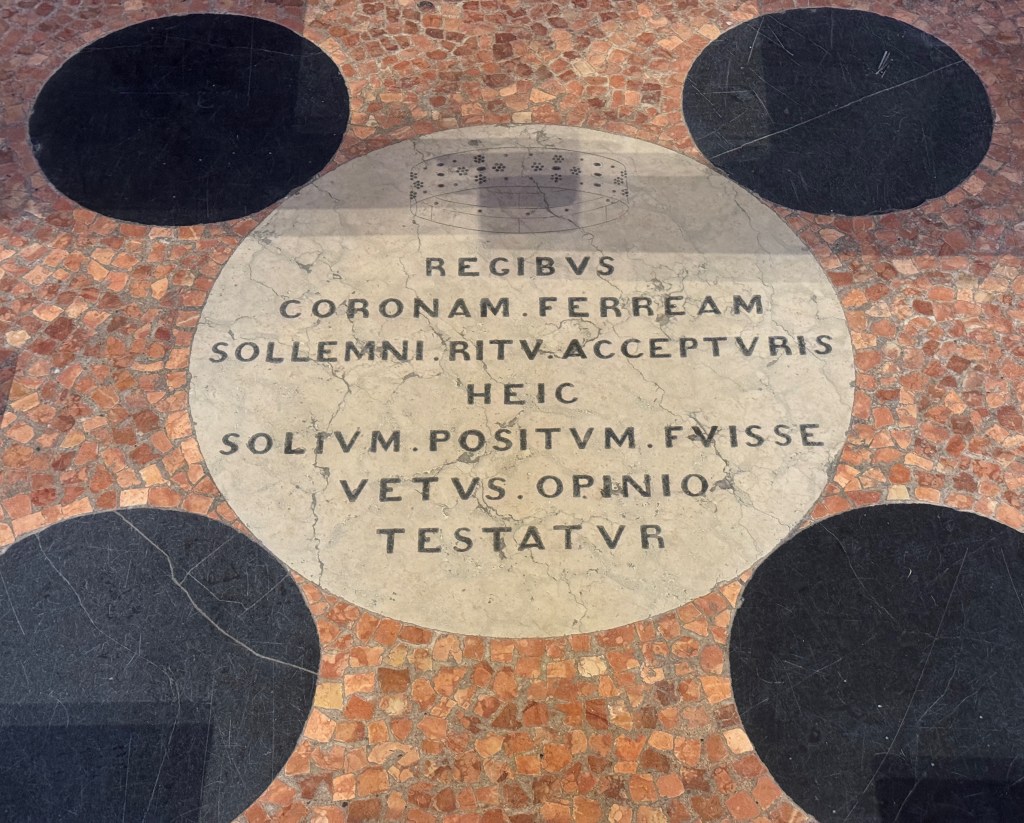 REGIBVS
CORONAM . FERREAM
SOLLEMNI . RITV . ACCEPTVRIS
HEIC
SOLIVM . POSITVM . FVISSE
VETVS . OPINIO
TESTATVR